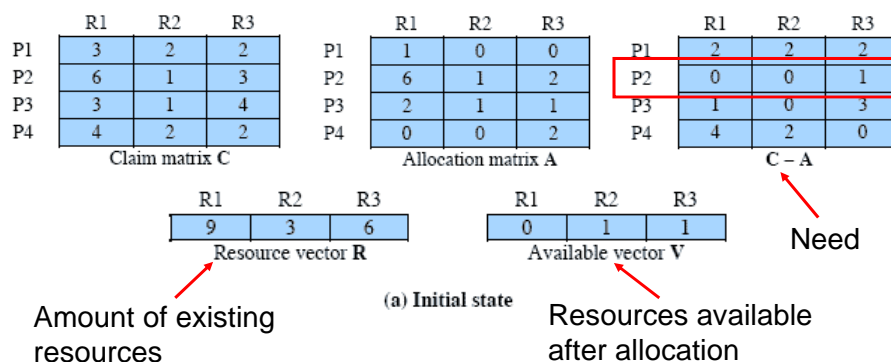 R1 R2 R3
P1 3 2 2
P2 6 1 3
P3 3 1 4
P4 4 2 2
Claim matrix C
R1 R2 R3
P1 1 0 0
P2 6 1 2
P3 2 1 1
P4 0 0 2
Allocation matrix A
R1 R2 R3
P1 2 2 2
P2 0 0 1
P3 1 0 3
P4 4 2 0
C – A
R1 R2 R3
9 3 6
Resource vector R
R1 R2 R3
0 1 1
Available vector V
Need
(a) Initial state
Amount of existing
resources
Resources available
after allocation